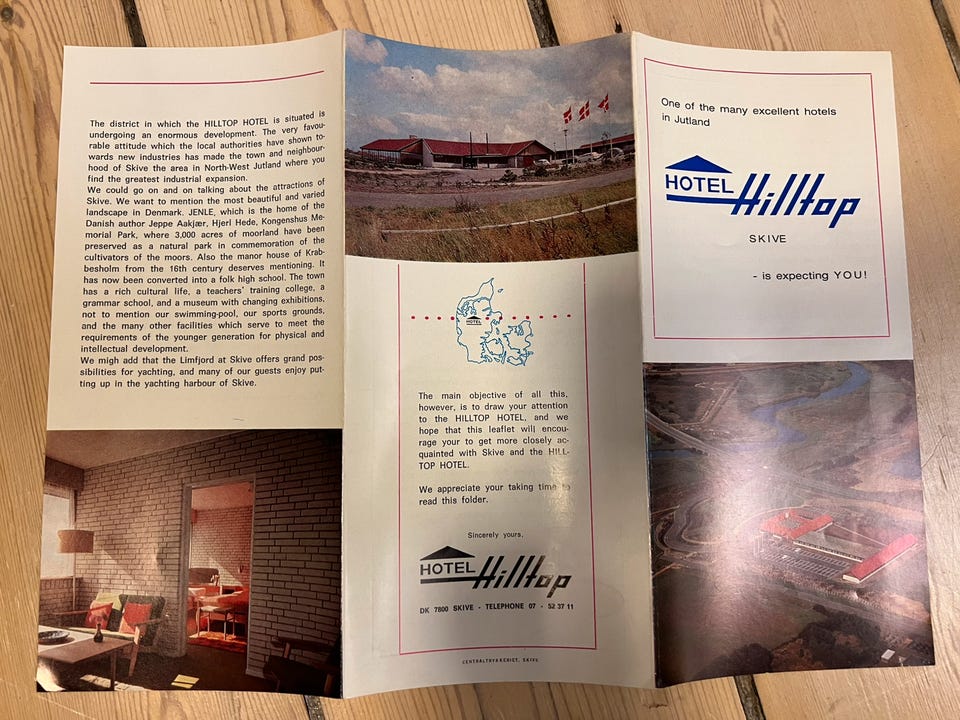 The district in which the HILLTOP HOTEL is situated is
undergoing an enormous development. The very favou-
rable attitude which the local authorities have shown to-
wards new industries has made the town and neighbour-
hood of Skive the area in North-West Jutland where you
find the greatest industrial expansion.
We could go on and on talking about the attractions of
Skive. We want to mention the most beautiful and varied
landscape in Denmark. JENLE, which is the home of the
Danish author Jeppe Aakjær, Hjerl Hede, Kongenshus Me-
morial Park, where 3,000 acres of moorland have been
preserved as a natural park in commemoration of the
cultivators of the moors. Also the manor house of Krab-
besholm from the 16th century deserves mentioning. It
has now been converted into a folk high school. The town
has a rich cultural life, a teachers' training college, a
grammar school, and a museum with changing exhibitions,
not to mention our swimming-pool, our sports grounds,
and the many other facilities which serve to meet the
requirements of the younger generation for physical and
intellectual development.
We migh add that the Limfjord at Skive offers grand pos-
sibilities for yachting, and many of our guests enjoy put-
ting up in the yachting harbour of Skive.
HOTEL
The main objective of all this,
however, is to draw your attention
to the HILLTOP HOTEL, and we
hope that this leaflet will encou-
rage your to get more closely ac-
quainted with Skive and the HILL-
TOP HOTEL.
We appreciate your taking time to
read this folder.
Sincerely yours,
HOTEL Hilltop
DK 7800 SKIVE - TELEPHONE 07 - 52 37 11
CENTRALTRYKKERIET, SKIVE
One of the many excellent hotels
in Jutland
HOTEL Hilltop
SKIVE
- is expecting YOU!